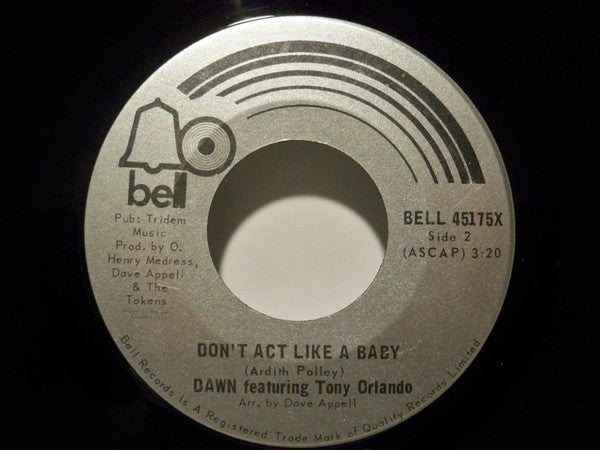 bell
Pub: Tridem
Music
Prod. by O.
Henry Medress,
Dave Appell
& The
Tokens
BELL 45175X
Side 2
(ASCAP) 3:20
DON'T ACT LIKE A BABY
(Ardith Polley)
DAWN featuring Tony Orlando
Arr. by Dave Appell
Bell Records Is A Registered Trade Mark of Quality Records Limited